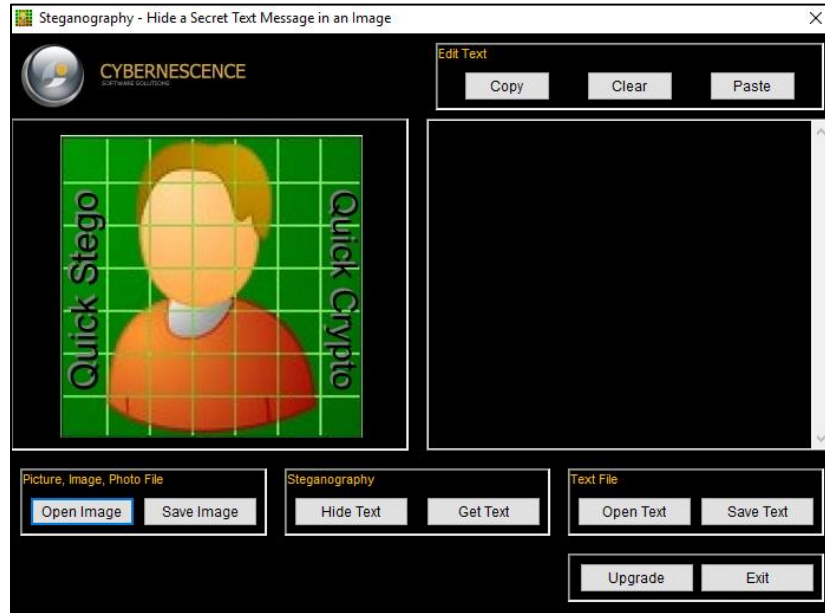 Steganography - Hide a Secret Text Message in an Image
CYBERNESCENCE
SOFTWARE SOLUTIONS
Edit Text
Copy Clear Paste
Quick Stego
Quick Crypto
Picture, Image, Photo File
Open Image Save Image
Steganography
Hide Text Get Text
Text File
Open Text Save Text
Upgrade Exit